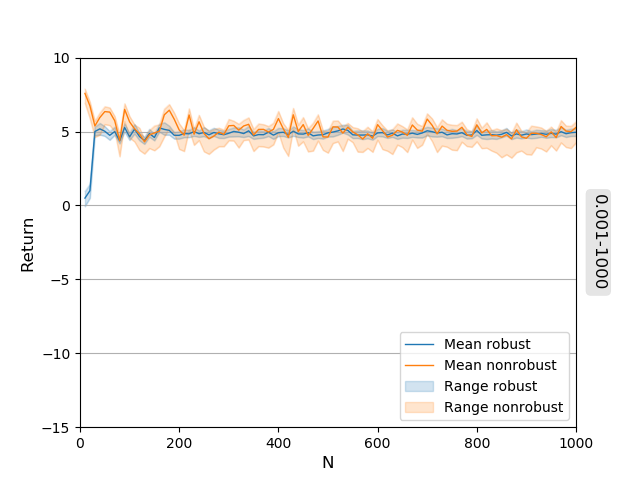 10
5
0
−5
−10
−15
Return
0
200
400
600
800
1000
N
0.001-1000
Mean robust
Mean nonrobust
Range robust
Range nonrobust